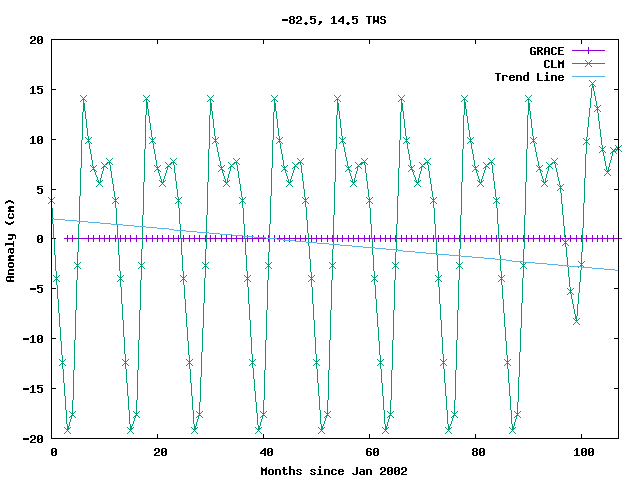 -82.5, 14.5 TWS
GRACE
CLM
Trend Line
20
15
10
5
0
-5
-10
-15
-20
Anomaly (cm)
0 20 40 60 80 100
Months since Jan 2002